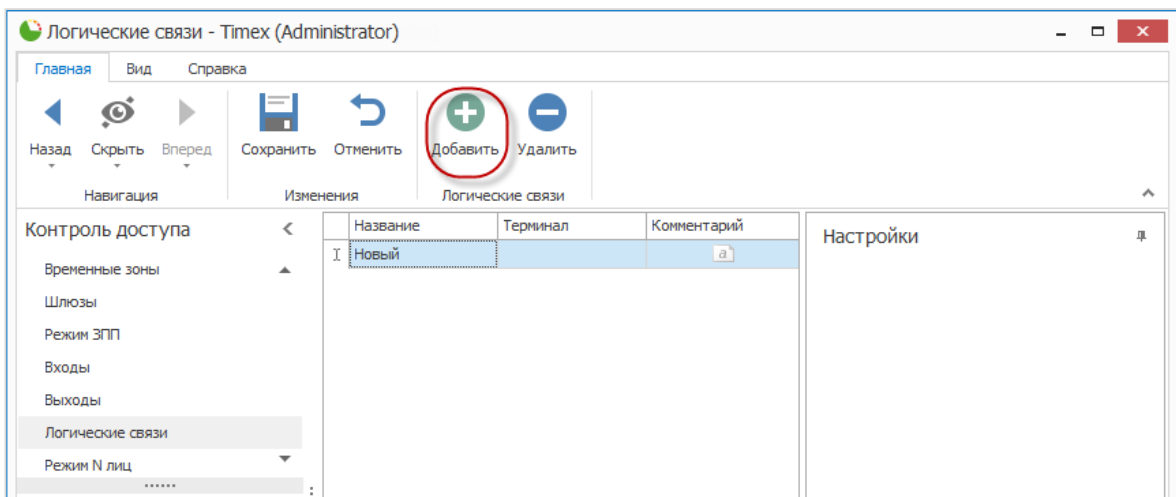 Логические связи - Timex (Administrator)
Главная Вид Справка
Назад Скрыть Вперед Сохранить Отменить Добавить Удалить
Навигация Изменения Логические связи
Контроль доступа
Название Терминал Комментарий
Настройки
Новый a
Временные зоны
Шлюзы
Режим ЗПП
Входы
Выходы
Логические связи
Режим N лиц